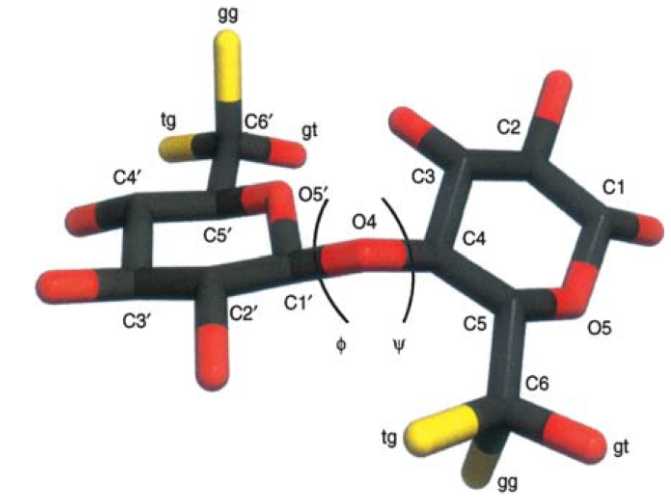 gg
tg
C6′
gt
C2
C4′
C3
C1
O5′
O4
C5′
C4
C3′
C2′
C1′
C5
O5
ϕ
ψ
C6
tg
gt
gg